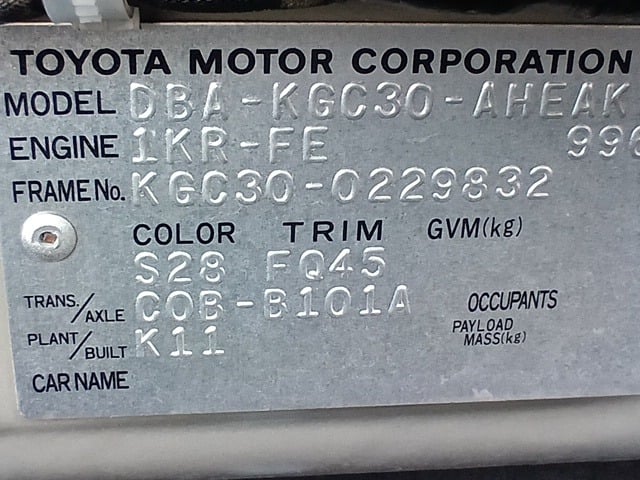 TOYOTA MOTOR CORPORATION
MODEL DBA-KGC30-AHEAK
ENGINE 1KR-FE
FRAME No. KGC30-0229832
COLOR TRIM GVM(kg)
S28 FQ45
TRANS./AXLE C0B-B101A OCCUPANTS
PLANT/BUILT K11 PAYLOAD MASS(kg)
CAR NAME